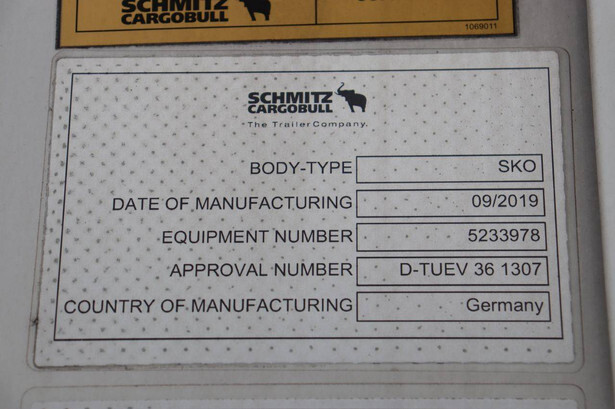 SCHMITZ
CARGOBULL
1069011
SCHMITZ
CARGOBULL
The Trailer Company.
BODY-TYPE SKO
DATE OF MANUFACTURING 09/2019
EQUIPMENT NUMBER 5233978
APPROVAL NUMBER D-TUEV 36 1307
COUNTRY OF MANUFACTURING Germany